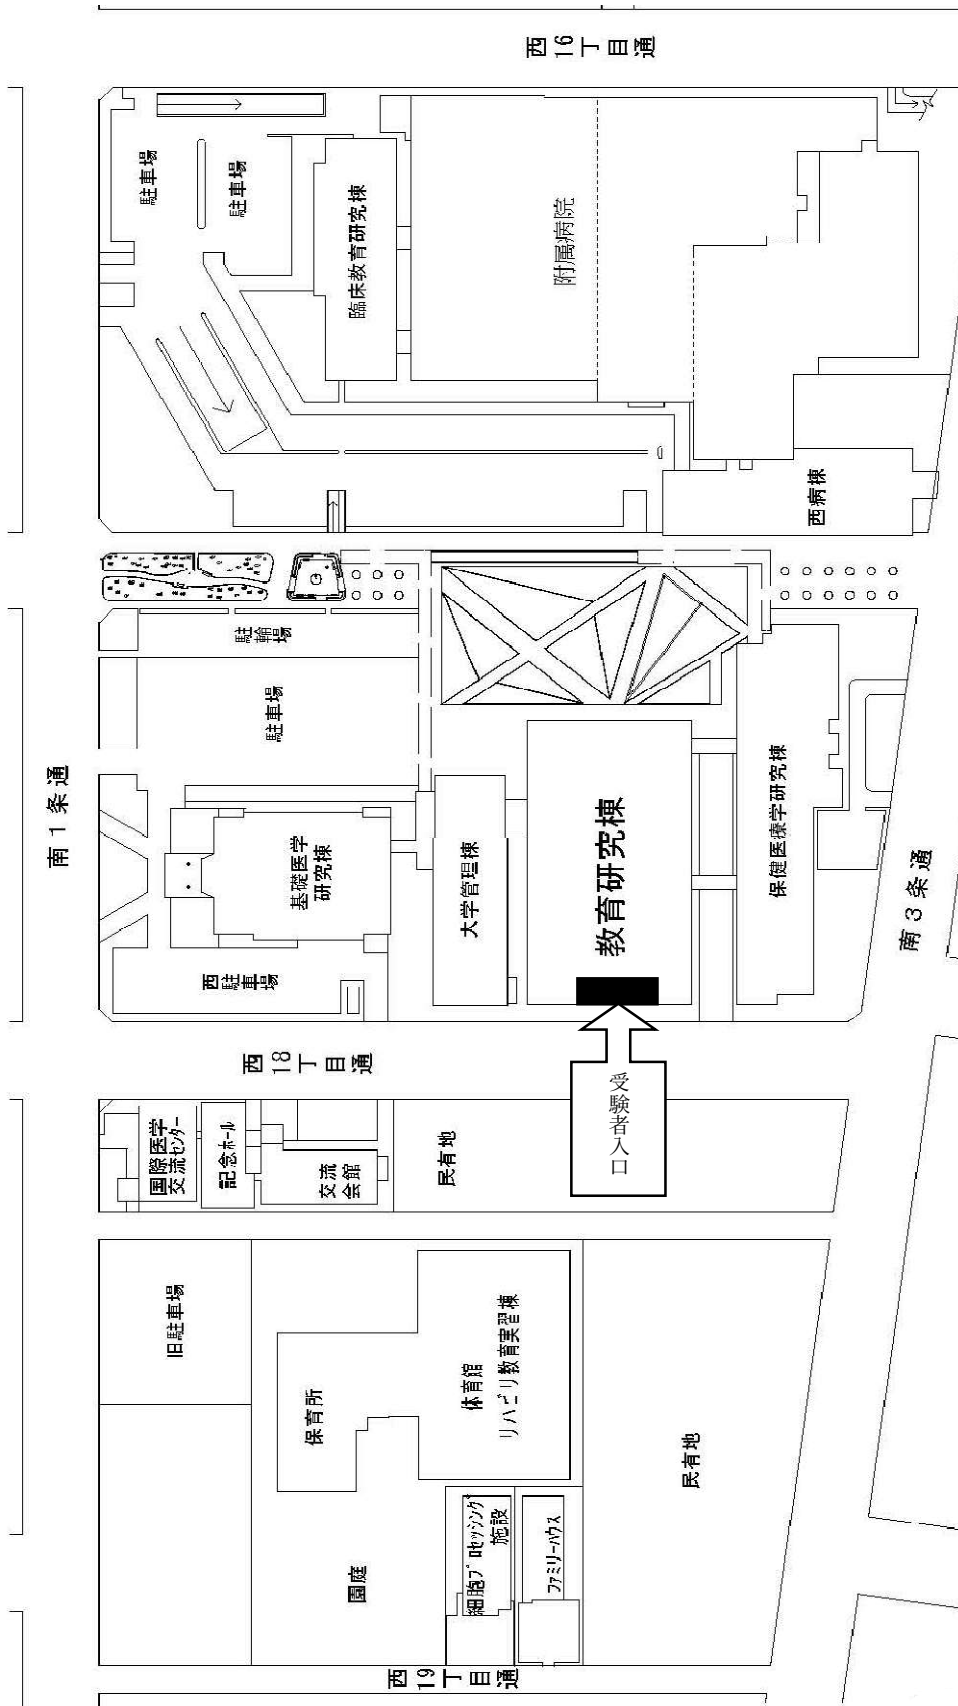 西16丁目通
駐車場
駐車場
臨床教育研究棟
附属病院
西病棟
駐輪場
駐車場
南1条通
基礎医学
研究棟
大学管理棟
教育研究棟
保健医療学研究棟
南3条通
西
駐車場
西18丁目通
受験者入口
国際医学
交流センター
記念ホール
交流
会館
民有地
旧駐車場
保育所
体育館
リハビリ教育実習棟
民有地
園庭
細胞プロセッシング
施設
ファミリーハウス
西19丁目通